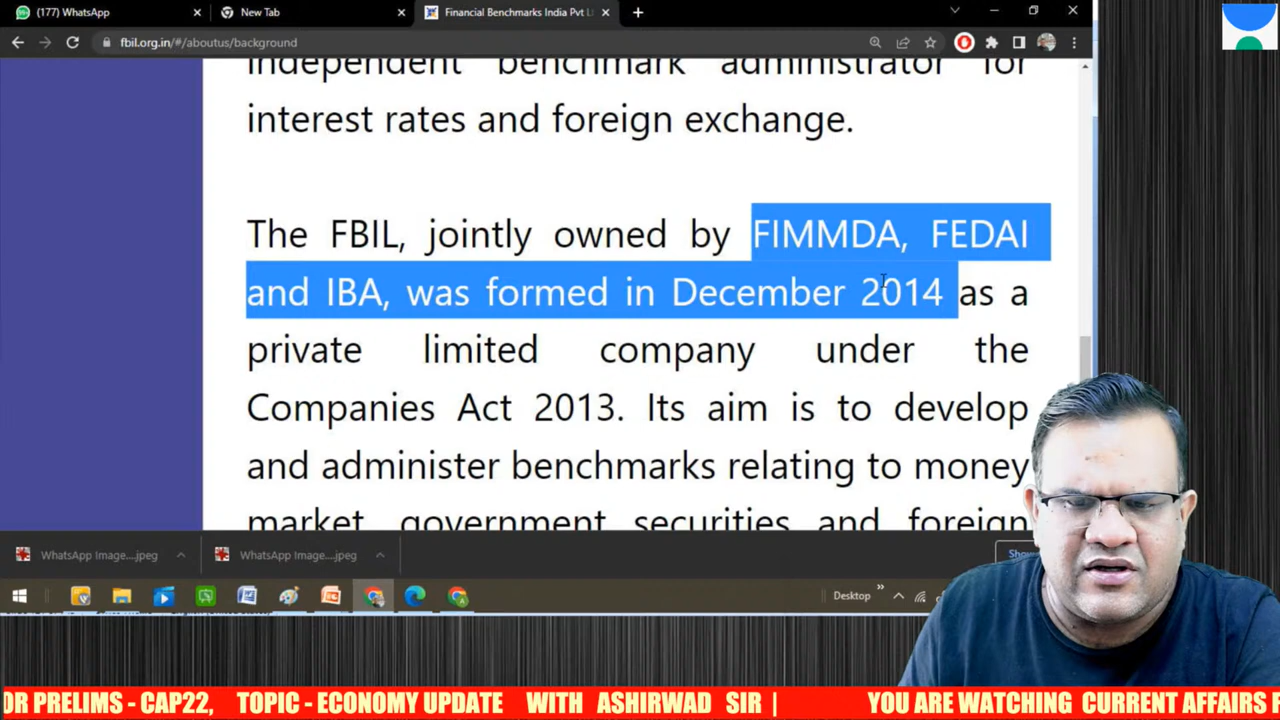 (177) WhatsApp
New Tab
Financial Benchmarks India Pvt L
fbil.org.in/#/aboutus/background
independent benchmark administrator for
interest rates and foreign exchange.
The FBIL, jointly owned by FIMMDA, FEDAI
and IBA, was formed in December 2014 as a
private limited company under the
Companies Act 2013. Its aim is to develop
and administer benchmarks relating to money
market, government securities and foreign
WhatsApp Image....jpeg
WhatsApp Image....jpeg
Show
Desktop
OR PRELIMS - CAP22, TOPIC - ECONOMY UPDATE WITH ASHIRWAD SIR | YOU ARE WATCHING CURRENT AFFAIRS F